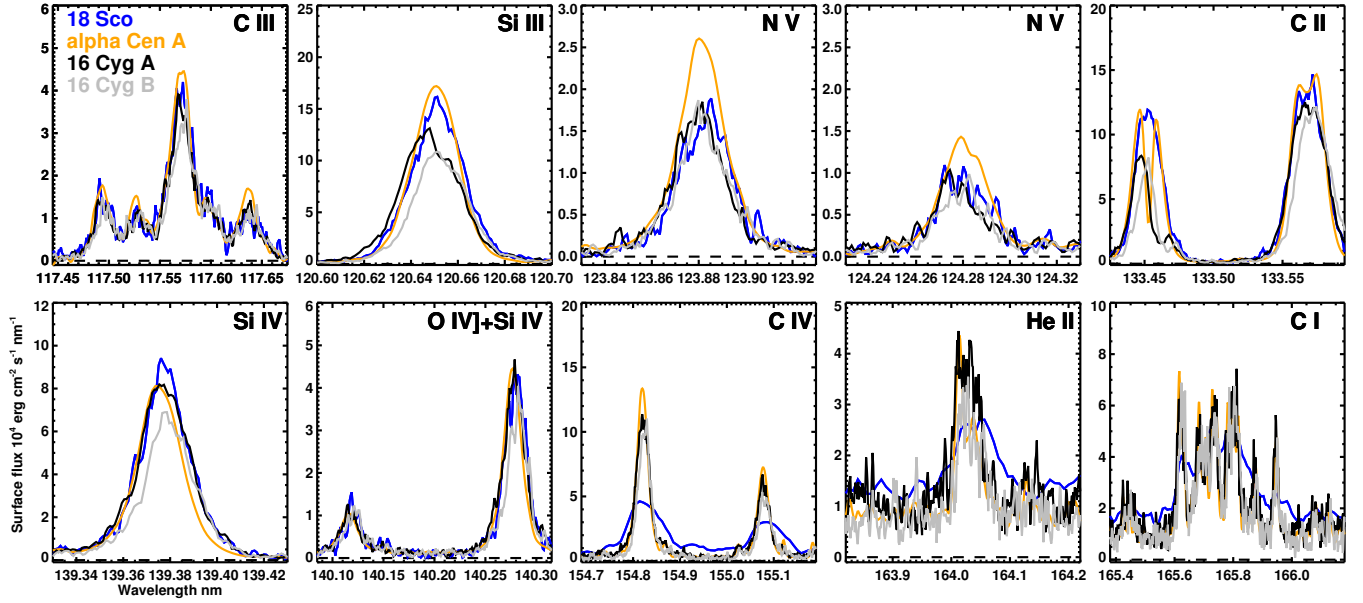 18 Sco
alpha Cen A
16 Cyg A
16 Cyg B
C III
Si III
N V
N V
C II
6
5
4
3
2
1
0
25
20
15
10
5
0
3.0
2.5
2.0
1.5
1.0
0.5
0.0
3.0
2.5
2.0
1.5
1.0
0.5
0.0
20
15
10
5
0
117.45 117.50 117.55 117.60 117.65
120.60 120.62 120.64 120.66 120.68 120.70
123.84 123.86 123.88 123.90 123.92
124.24 124.26 124.28 124.30 124.32
133.45 133.50 133.55
Si IV
O IV]+Si IV
C IV
He II
C I
Surface flux 10⁴ erg cm⁻² s⁻¹ nm⁻¹
12
10
8
6
4
2
0
6
5
4
3
2
1
0
20
15
10
5
0
5
4
3
2
1
0
10
8
6
4
2
0
139.34 139.36 139.38 139.40 139.42
140.10 140.15 140.20 140.25 140.30
154.7 154.8 154.9 155.0 155.1
163.9 164.0 164.1 164.2
165.4 165.6 165.8 166.0
Wavelength nm